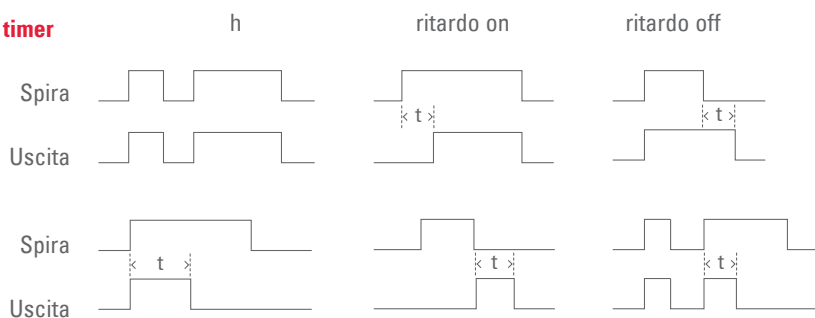 timer h ritardo on ritardo off
Spira
t t
Uscita
Spira
t t t
Uscita